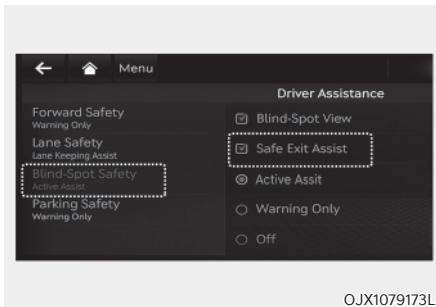 Menu
Driver Assistance
Forward Safety
Warning Only
Lane Safety
Lane Keeping Assist
Blind-Spot Safety
Active Assist
Parking Safety
Warning Only
Blind-Spot View
Safe Exit Assist
Active Assit
Warning Only
Off
OJX1079173L